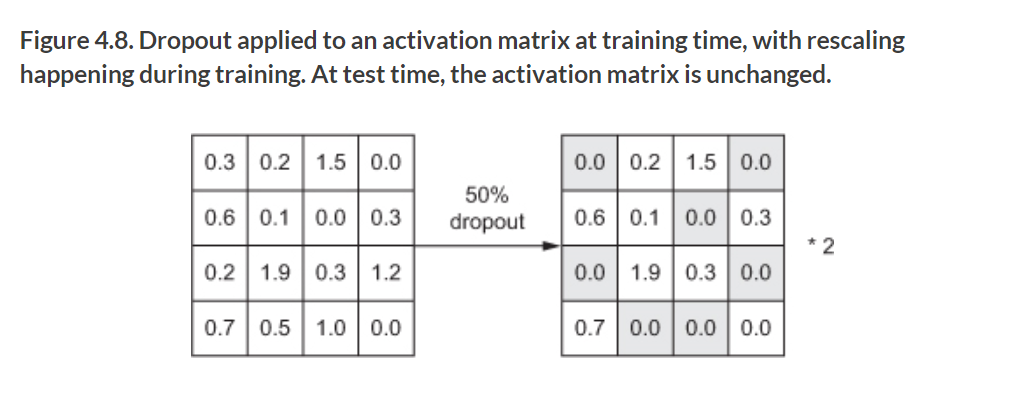 Figure 4.8. Dropout applied to an activation matrix at training time, with rescaling
happening during training. At test time, the activation matrix is unchanged.
0.3 0.2 1.5 0.0
0.6 0.1 0.0 0.3
0.2 1.9 0.3 1.2
0.7 0.5 1.0 0.0
50%
dropout
0.0 0.2 1.5 0.0
0.6 0.1 0.0 0.3
0.0 1.9 0.3 0.0
0.7 0.0 0.0 0.0
* 2